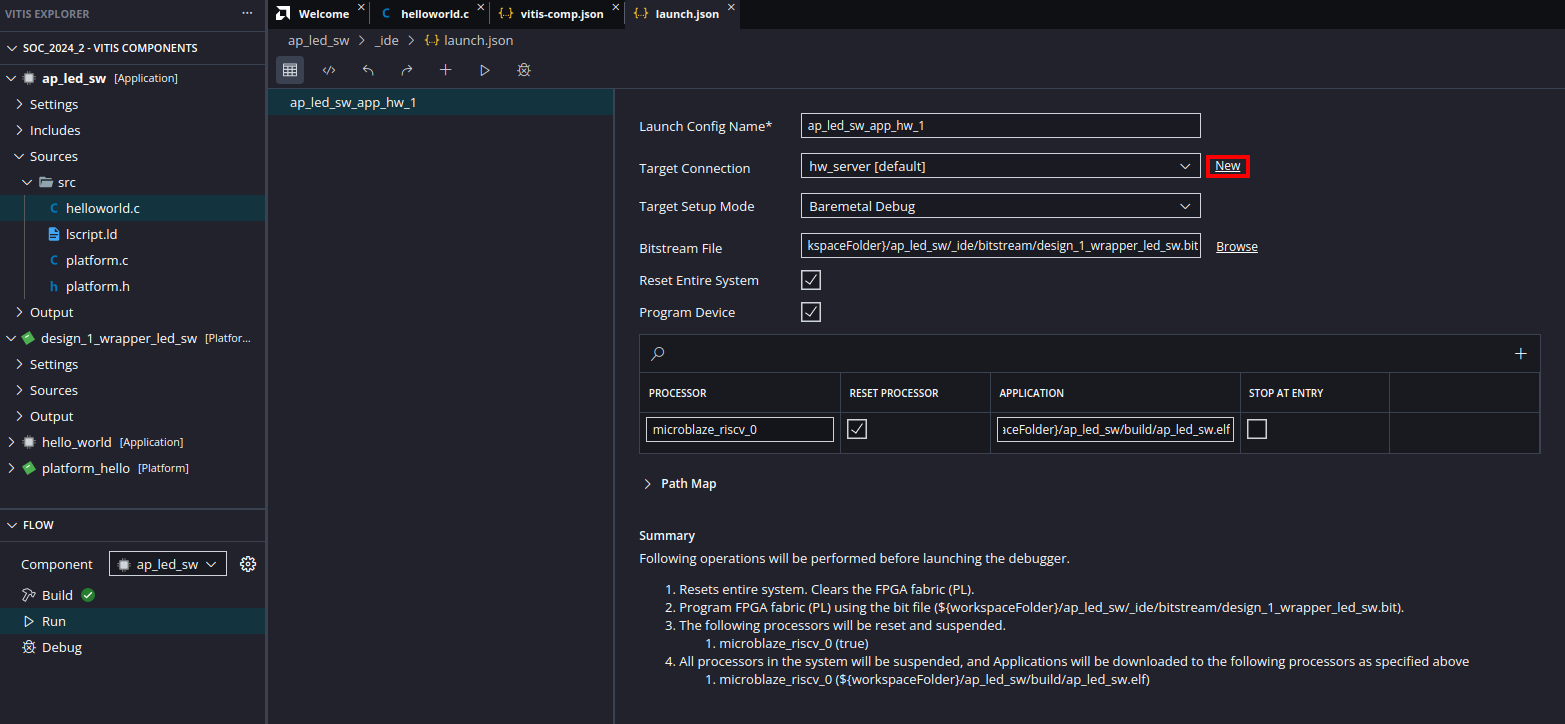 VITIS EXPLORER
SOC_2024_2 - VITIS COMPONENTS
ap_led_sw [Application]
Settings
Includes
Sources
src
C helloworld.c
lscript.ld
C platform.c
h platform.h
Output
design_1_wrapper_led_sw [Platfor...
Settings
Sources
Output
hello_world [Application]
platform_hello [Platform]
FLOW
Component ap_led_sw
Build
Run
Debug
Welcome
C helloworld.c
{..} vitis-comp.json
{..} launch.json
ap_led_sw > _ide > {..} launch.json
ap_led_sw_app_hw_1
Launch Config Name* ap_led_sw_app_hw_1
Target Connection hw_server [default] New
Target Setup Mode Baremetal Debug
Bitstream File kspaceFolder}/ap_led_sw/_ide/bitstream/design_1_wrapper_led_sw.bit Browse
Reset Entire System
Program Device
PROCESSOR RESET PROCESSOR APPLICATION STOP AT ENTRY
microblaze_riscv_0 aceFolder}/ap_led_sw/build/ap_led_sw.elf
Path Map
Summary
Following operations will be performed before launching the debugger.
1. Resets entire system. Clears the FPGA fabric (PL).
2. Program FPGA fabric (PL) using the bit file (${workspaceFolder}/ap_led_sw/_ide/bitstream/design_1_wrapper_led_sw.bit).
3. The following processors will be reset and suspended.
1. microblaze_riscv_0 (true)
4. All processors in the system will be suspended, and Applications will be downloaded to the following processors as specified above
1. microblaze_riscv_0 (${workspaceFolder}/ap_led_sw/build/ap_led_sw.elf)